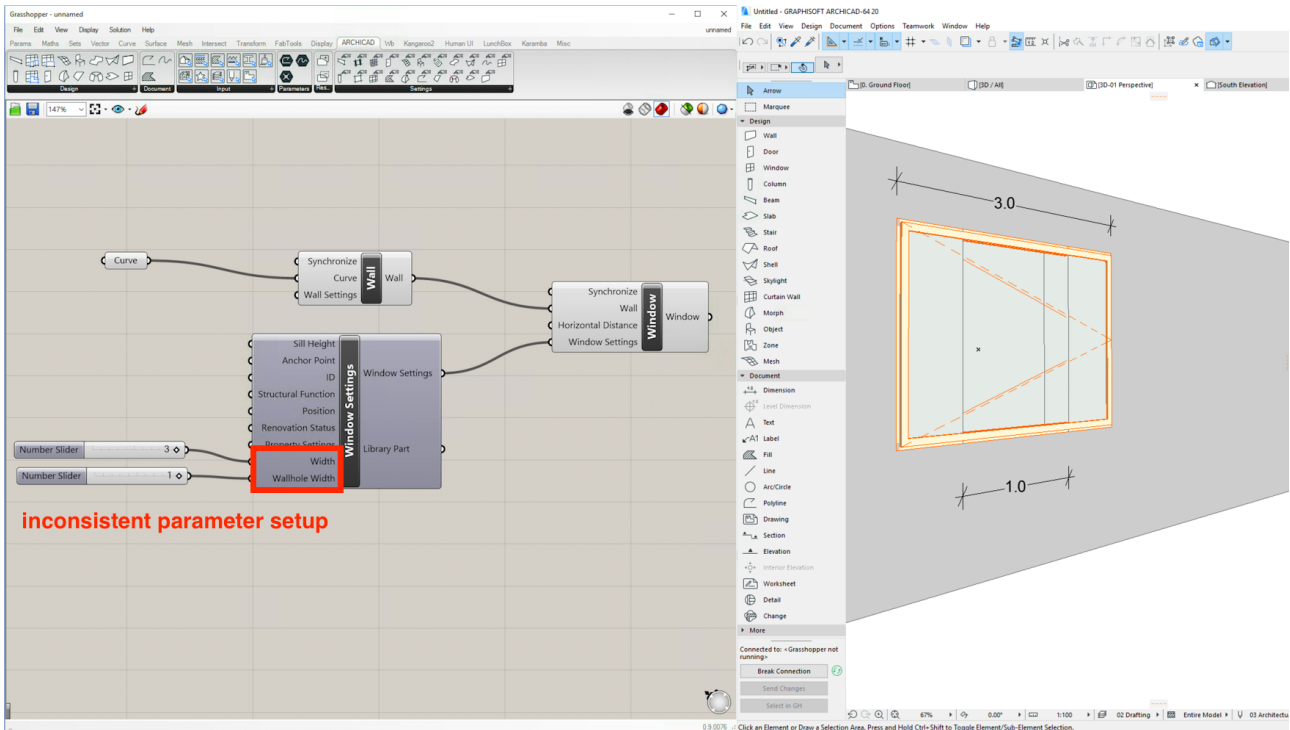 Grasshopper - unnamed
File Edit View Display Solution Help
unnamed
Params Maths Sets Vector Curve Surface Mesh Intersect Transform FabTools Display ARCHICAD Wb Kangaroo2 Human UI LunchBox Karamba Misc
Design
Document
Input
Parameters
Res...
Settings
147%
Curve
Synchronize
Curve
Wall Settings
Wall
Wall
Synchronize
Wall
Horizontal Distance
Window Settings
Window
Window
Sill Height
Anchor Point
ID
Structural Function
Position
Renovation Status
Property Settings
Width
Wallhole Width
Window Settings
Window Settings
Library Part
Number Slider 3
Number Slider 1
inconsistent parameter setup
0.9.0076
Untitled - GRAPHISOFT ARCHICAD-64 20
File Edit View Design Document Options Teamwork Window Help
[0. Ground Floor]
[3D / All]
[3D-01 Perspective]
[South Elevation]
Arrow
Marquee
Design
Wall
Door
Window
Column
Beam
Slab
Stair
Roof
Shell
Skylight
Curtain Wall
Morph
Object
Zone
Mesh
Document
Dimension
Level Dimension
Text
A1 Label
Fill
Line
Arc/Circle
Polyline
Drawing
Section
Elevation
Interior Elevation
Worksheet
Detail
Change
More
Connected to: <Grasshopper not
running>
Break Connection
Send Changes
Select in GH
3.0
1.0
67% 0.00° 1:100 02 Drafting Entire Model 03 Architectu
Click an Element or Draw a Selection Area. Press and Hold Ctrl+Shift to Toggle Element/Sub-Element Selection.